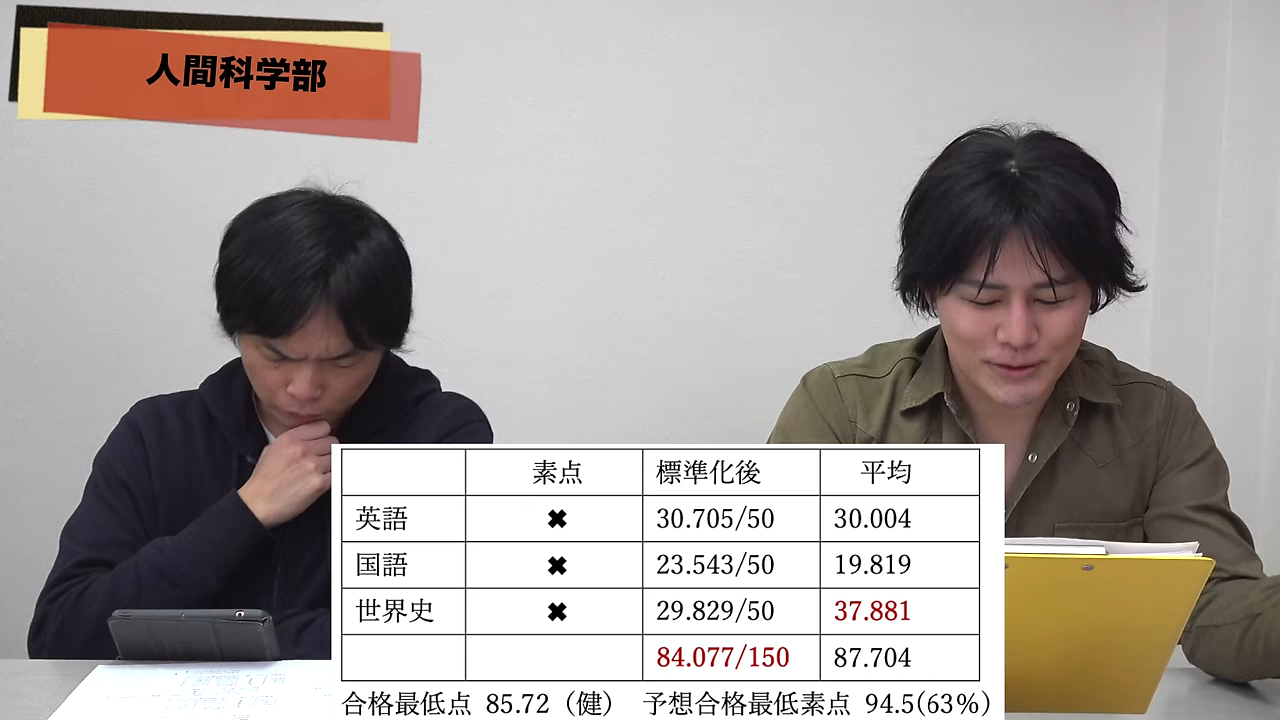 人間科学部
素点 標準化後 平均
英語 ✖ 30.705/50 30.004
国語 ✖ 23.543/50 19.819
世界史 ✖ 29.829/50 37.881
84.077/150 87.704
合格最低点 85.72（健） 予想合格最低素点 94.5(63%)